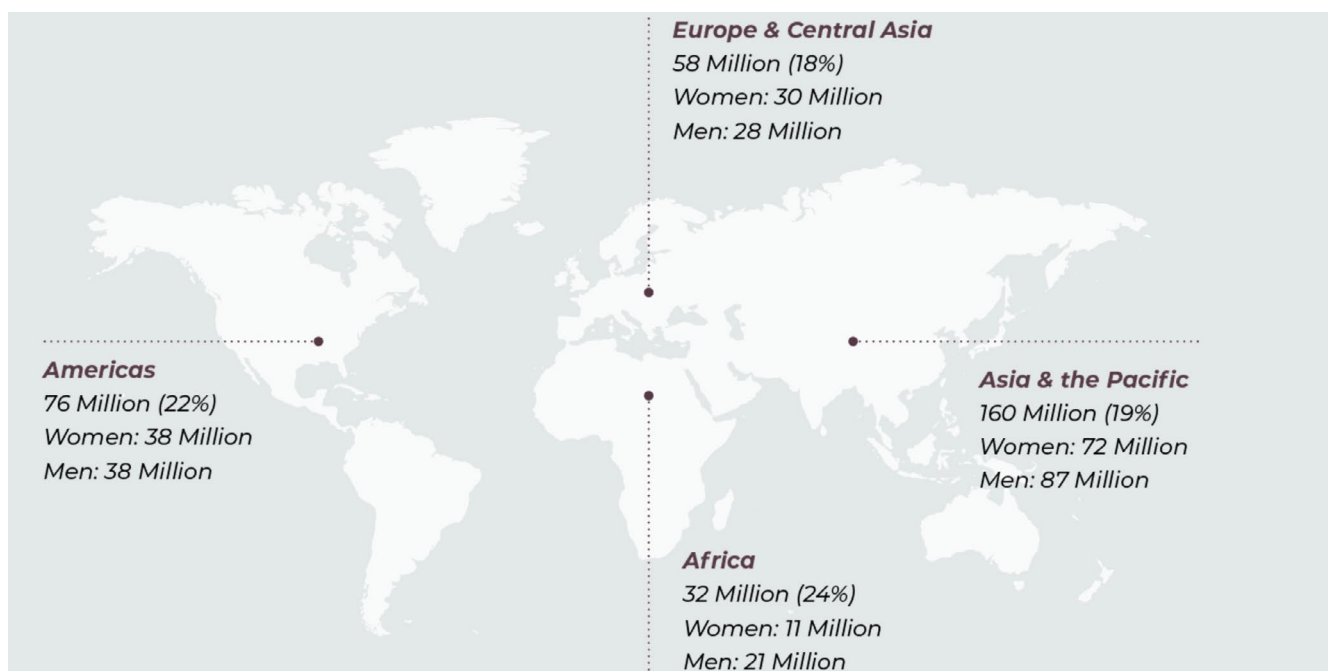 Europe & Central Asia
58 Million (18%)
Women: 30 Million
Men: 28 Million
Americas
76 Million (22%)
Women: 38 Million
Men: 38 Million
Asia & the Pacific
160 Million (19%)
Women: 72 Million
Men: 87 Million
Africa
32 Million (24%)
Women: 11 Million
Men: 21 Million